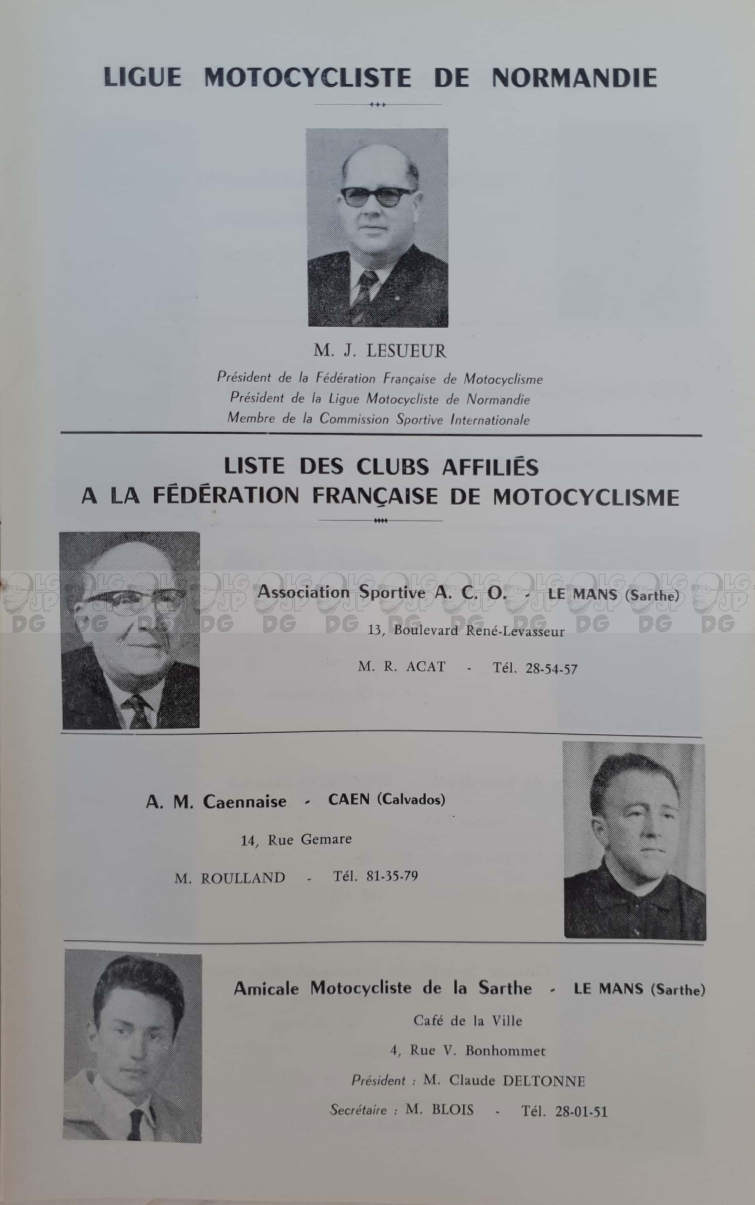 LIGUE MOTOCYCLISTE DE NORMANDIE
M. J. LESUEUR
Président de la Fédération Française de Motocyclisme
Président de la Ligue Motocycliste de Normandie
Membre de la Commission Sportive Internationale
LISTE DES CLUBS AFFILIÉS
A LA FÉDÉRATION FRANÇAISE DE MOTOCYCLISME
Association Sportive A. C. O. - LE MANS (Sarthe)
13, Boulevard René-Levasseur
M. R. ACAT - Tél. 28-54-57
A. M. Caennaise - CAEN (Calvados)
14, Rue Gemare
M. ROULLAND - Tél. 81-35-79
Amicale Motocycliste de la Sarthe - LE MANS (Sarthe)
Café de la Ville
4, Rue V. Bonhommet
Président : M. Claude DELTONNE
Secrétaire : M. BLOIS - Tél. 28-01-51